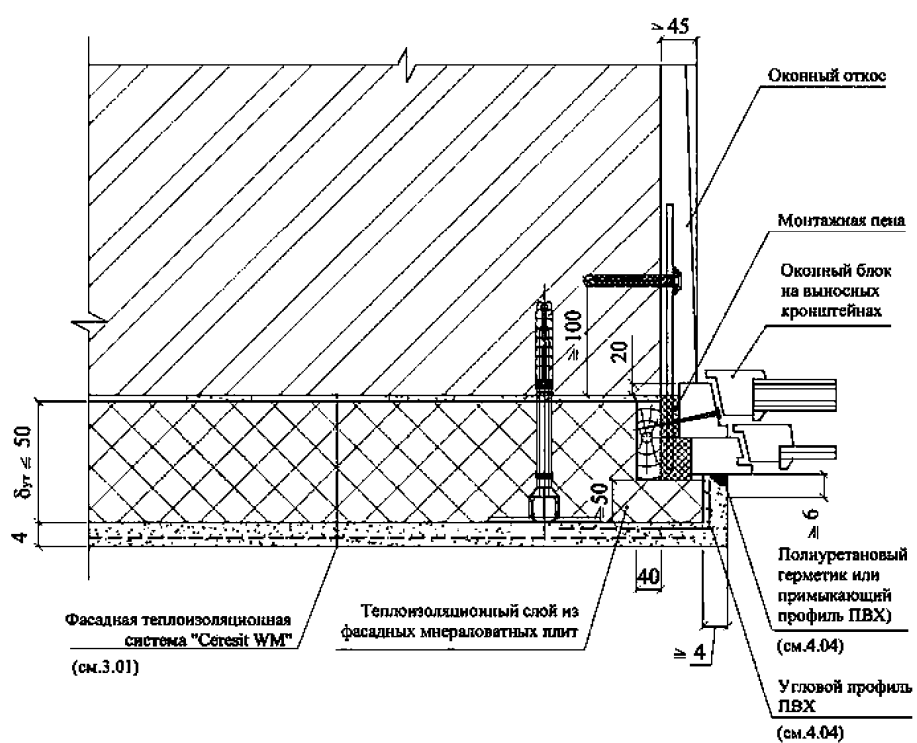 ≥ 45
Оконный откос
Монтажная пена
Оконный блок
на выносных
кронштейнах
≥100
20
δут ≤ 50
≥50
4
≥ 6
40
Полиуретановый
герметик или
примыкающий
профиль ПВХ)
(см.4.04)
Фасадная теплоизоляционная
система "Ceresit WM"
(см.3.01)
Теплоизоляционный слой из
фасадных мнераловатных плит
≥ 4
Угловой профиль
ПВХ
(см.4.04)